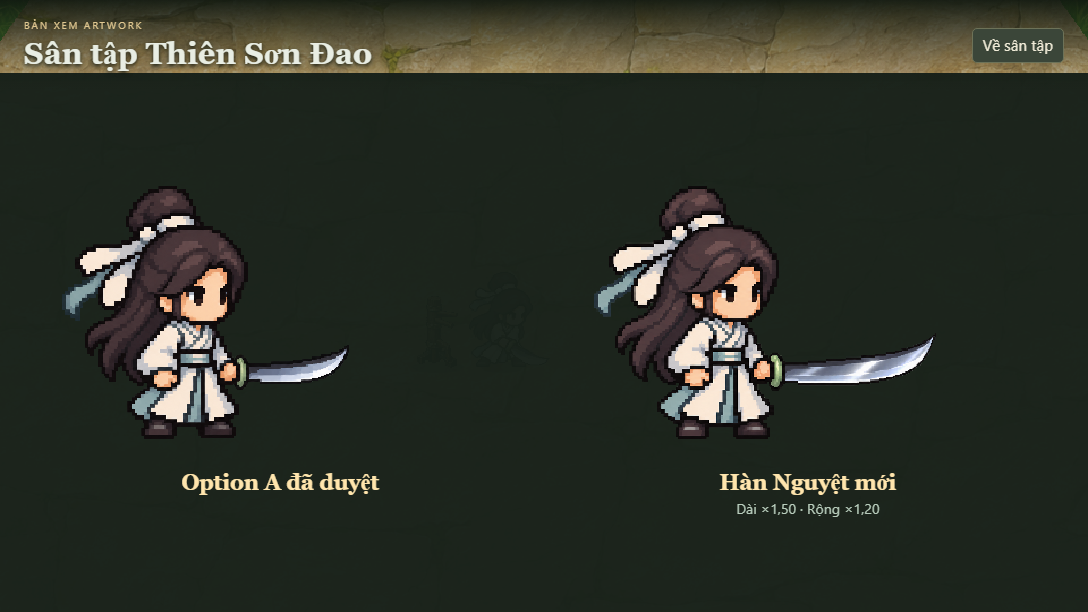 BẢN XEM ARTWORK
Sân tập Thiên Sơn Đao
Về sân tập
Option A đã duyệt
Hàn Nguyệt mới
Dài ×1,50 · Rộng ×1,20